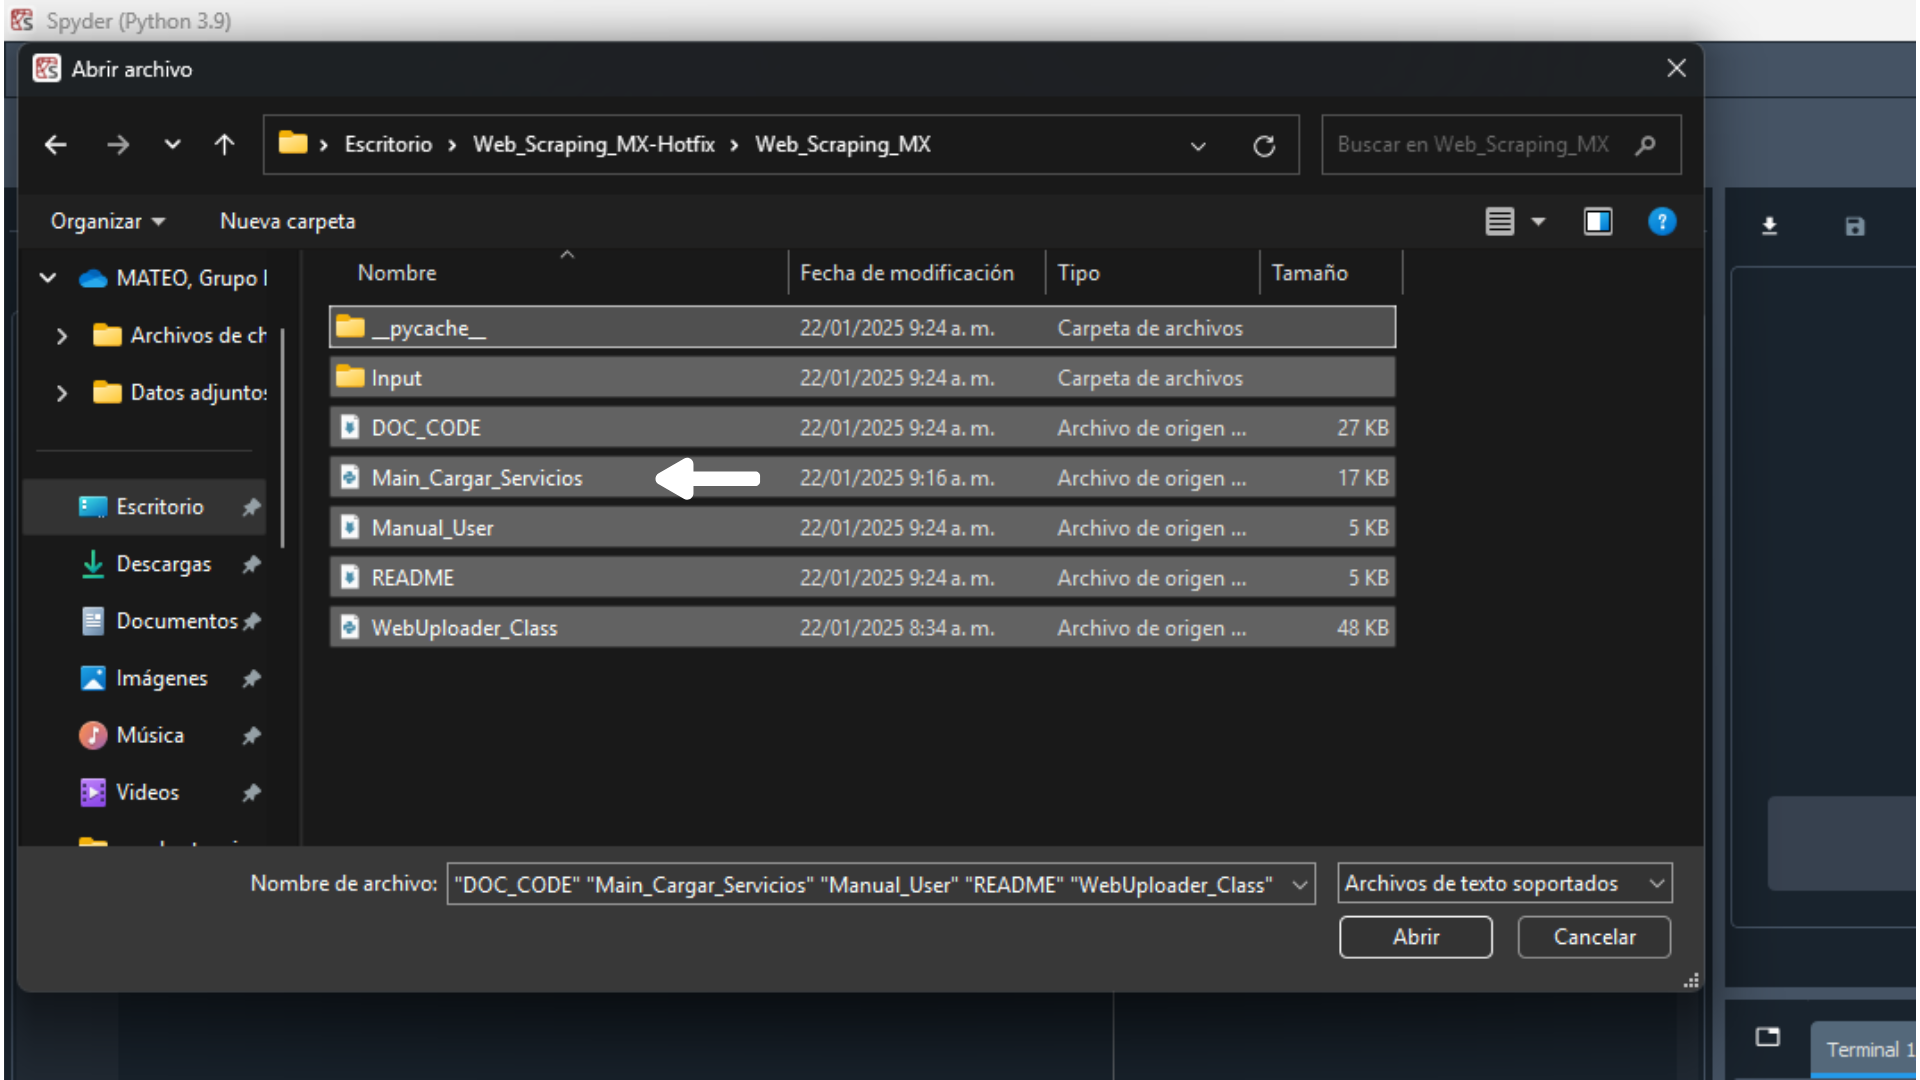 Spyder (Python 3.9)
Abrir archivo
Escritorio > Web_Scraping_MX-Hotfix > Web_Scraping_MX
Buscar en Web_Scraping_MX
Organizar
Nueva carpeta
MATEO, Grupo
Archivos de ch
Datos adjuntos
Escritorio
Descargas
Documentos
Imágenes
Música
Videos
Nombre Fecha de modificación Tipo Tamaño
__pycache__ 22/01/2025 9:24 a. m. Carpeta de archivos
Input 22/01/2025 9:24 a. m. Carpeta de archivos
DOC_CODE 22/01/2025 9:24 a. m. Archivo de origen ... 27 KB
Main_Cargar_Servicios 22/01/2025 9:16 a. m. Archivo de origen ... 17 KB
Manual_User 22/01/2025 9:24 a. m. Archivo de origen ... 5 KB
README 22/01/2025 9:24 a. m. Archivo de origen ... 5 KB
WebUploader_Class 22/01/2025 8:34 a. m. Archivo de origen ... 48 KB
Nombre de archivo: "DOC_CODE" "Main_Cargar_Servicios" "Manual_User" "README" "WebUploader_Class"
Archivos de texto soportados
Abrir
Cancelar
Terminal 1